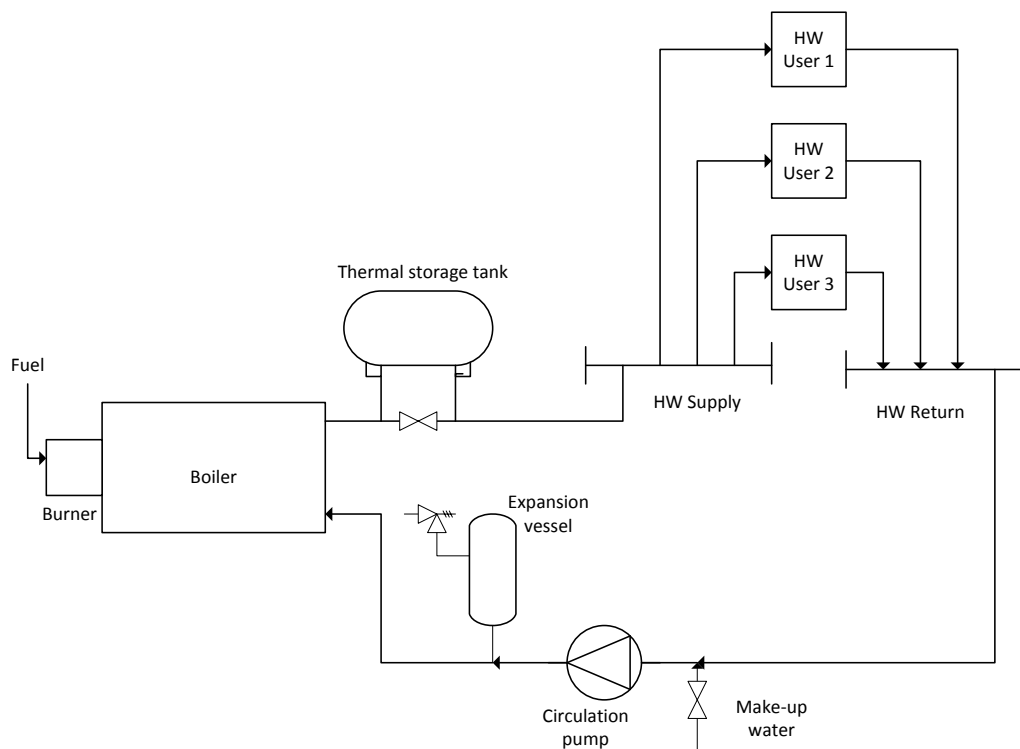 HW
User 1
HW
User 2
HW
User 3
Thermal storage tank
Fuel
HW Supply
HW Return
Boiler
Burner
Expansion
vessel
Circulation
pump
Make-up
water